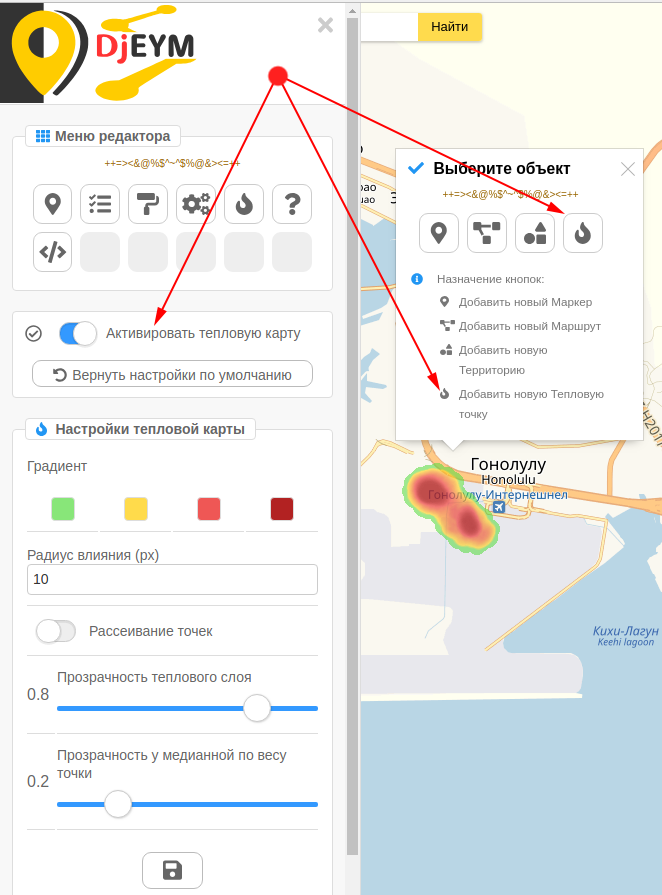 DjEYM
Найти
Меню редактора
++=><&@%$^~^$%@&><=++
Активировать тепловую карту
Вернуть настройки по умолчанию
Настройки тепловой карты
Градиент
Радиус влияния (px)
10
Рассеивание точек
Прозрачность теплового слоя
0.8
Прозрачность у медианной по весу
точки
0.2
Выберите объект
++=><&@%$^~^$%@&><=++
Назначение кнопок:
Добавить новый Маркер
Добавить новый Маршрут
Добавить новую
Территорию
Добавить новую Тепловую
точку
Гонолулу
Honolulu
Гонолулу-Интернешнел
Кихи-Лагун
Keehi lagoon